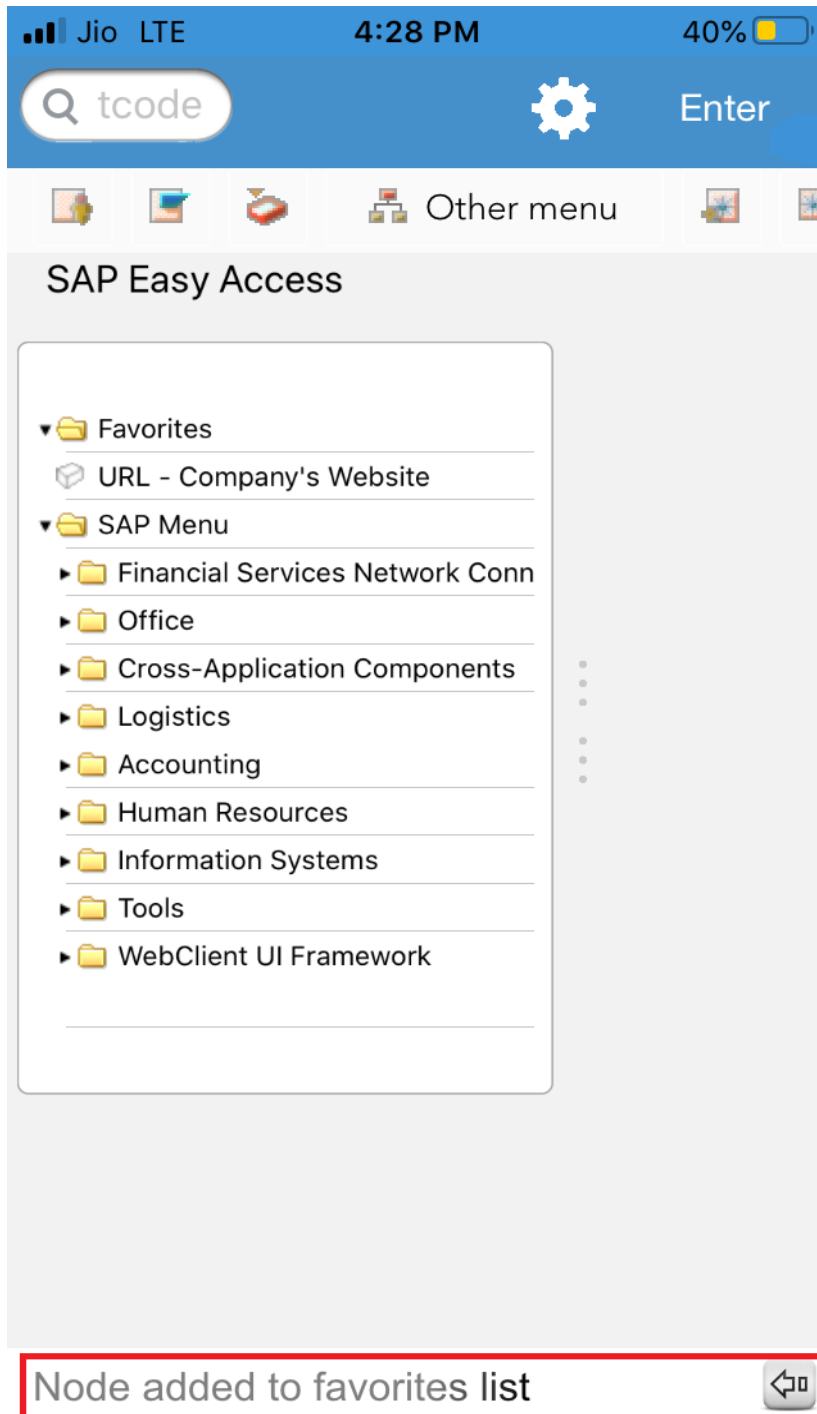 Jio LTE 4:28 PM 40%
tcode Enter
Other menu
SAP Easy Access
Favorites
URL - Company's Website
SAP Menu
Financial Services Network Conn
Office
Cross-Application Components
Logistics
Accounting
Human Resources
Information Systems
Tools
WebClient UI Framework
Node added to favorites list